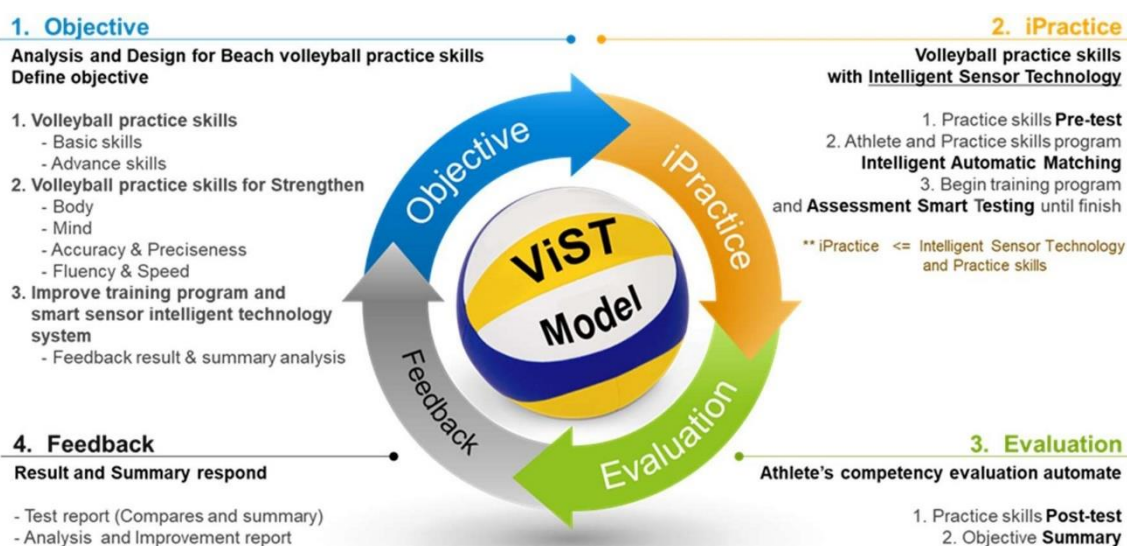 1. Objective
Analysis and Design for Beach volleyball practice skills
Define objective
1. Volleyball practice skills
- Basic skills
- Advance skills
2. Volleyball practice skills for Strengthen
- Body
- Mind
- Accuracy & Preciseness
- Fluency & Speed
3. Improve training program and
smart sensor intelligent technology
system
- Feedback result & summary analysis
2. iPractice
Volleyball practice skills
with Intelligent Sensor Technology
1. Practice skills Pre-test
2. Athlete and Practice skills program
Intelligent Automatic Matching
3. Begin training program
and Assessment Smart Testing until finish
** iPractice <= Intelligent Sensor Technology
and Practice skills
Objective
iPractice
Evaluation
Feedback
ViST
Model
3. Evaluation
Athlete's competency evaluation automate
1. Practice skills Post-test
2. Objective Summary
4. Feedback
Result and Summary respond
- Test report (Compares and summary)
- Analysis and Improvement report